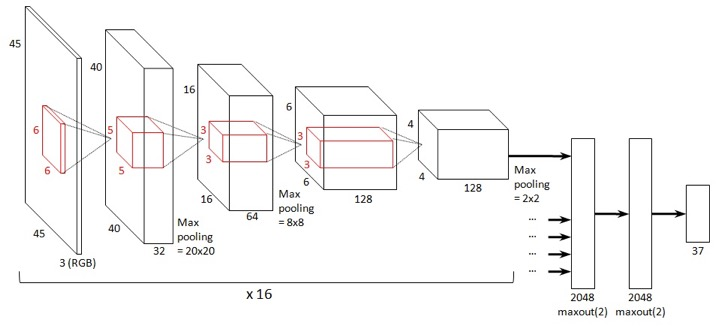 45
45
3 (RGB)
6
6
40
40
32
5
5
Max
pooling
= 20x20
16
16
64
3
3
Max
pooling
= 8x8
6
6
128
3
3
4
4
128
Max
pooling
= 2x2
...
...
...
...
2048
maxout(2)
2048
maxout(2)
37
x 16